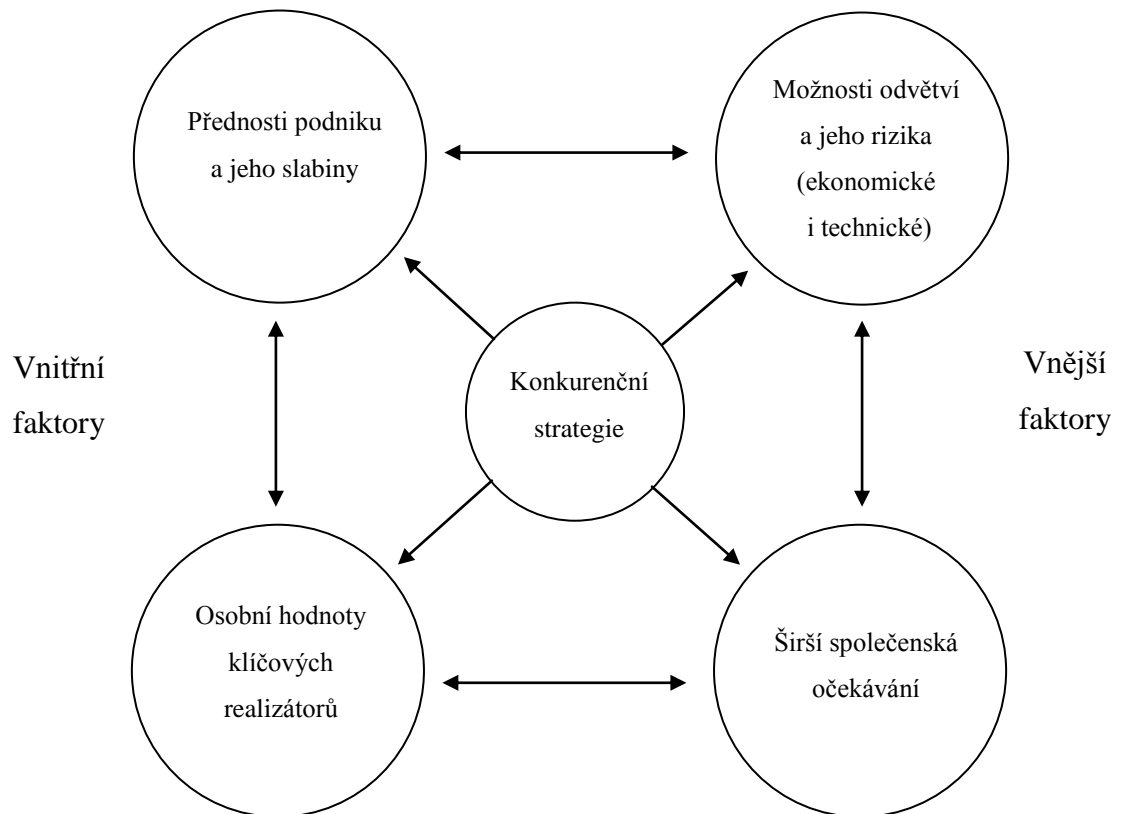 Přednosti podniku
a jeho slabiny
Možnosti odvětví
a jeho rizika
(ekonomické
i technické)
Vnitřní
faktory
Konkurenční
strategie
Vnější
faktory
Osobní hodnoty
klíčových
realizátorů
Širší společenská
očekávání